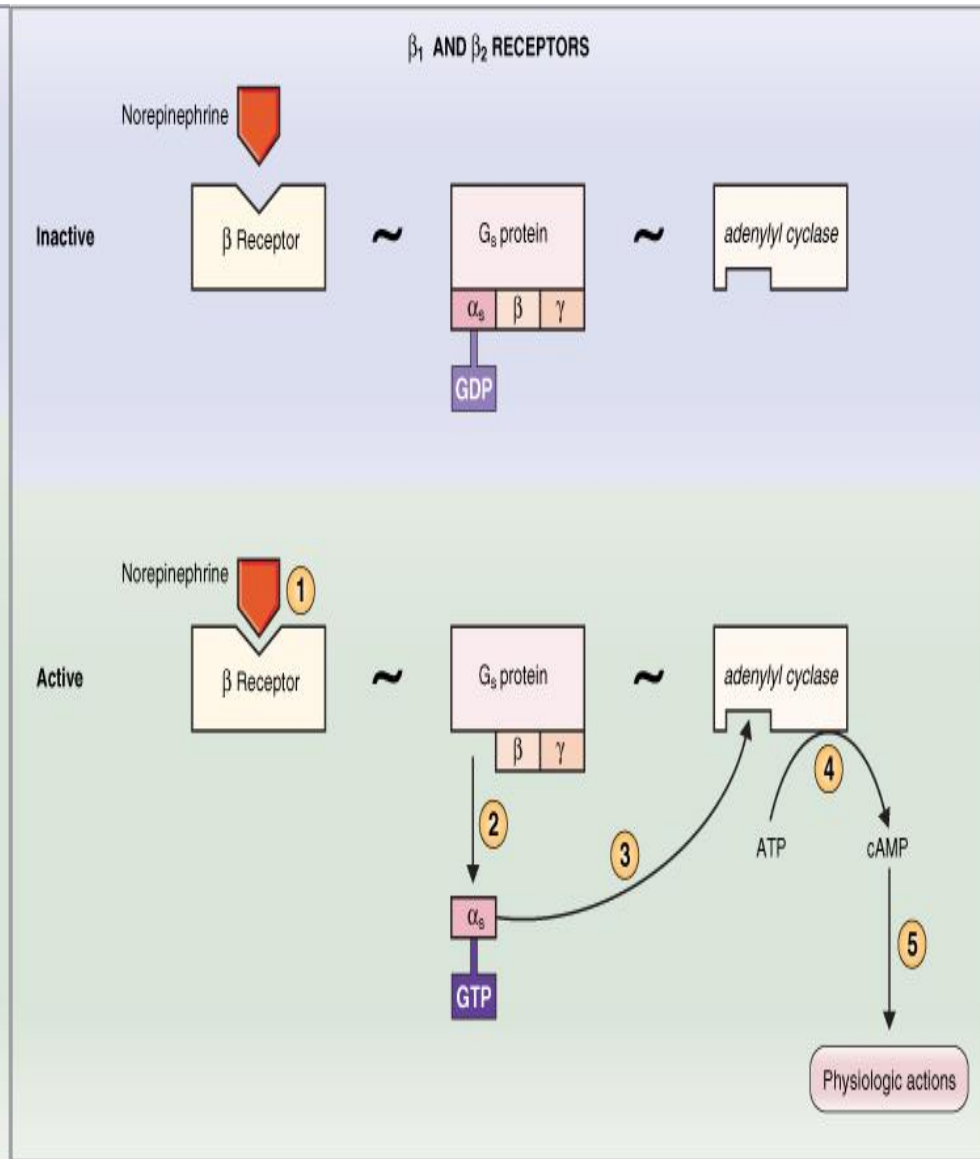 β₁ AND β₂ RECEPTORS
Norepinephrine
Inactive
β Receptor
~
Gₛ protein
~
adenylyl cyclase
αₛ
β
γ
GDP
Norepinephrine
1
Active
β Receptor
~
Gₛ protein
~
adenylyl cyclase
β
γ
2
3
4
ATP
cAMP
αₛ
5
GTP
Physiologic actions